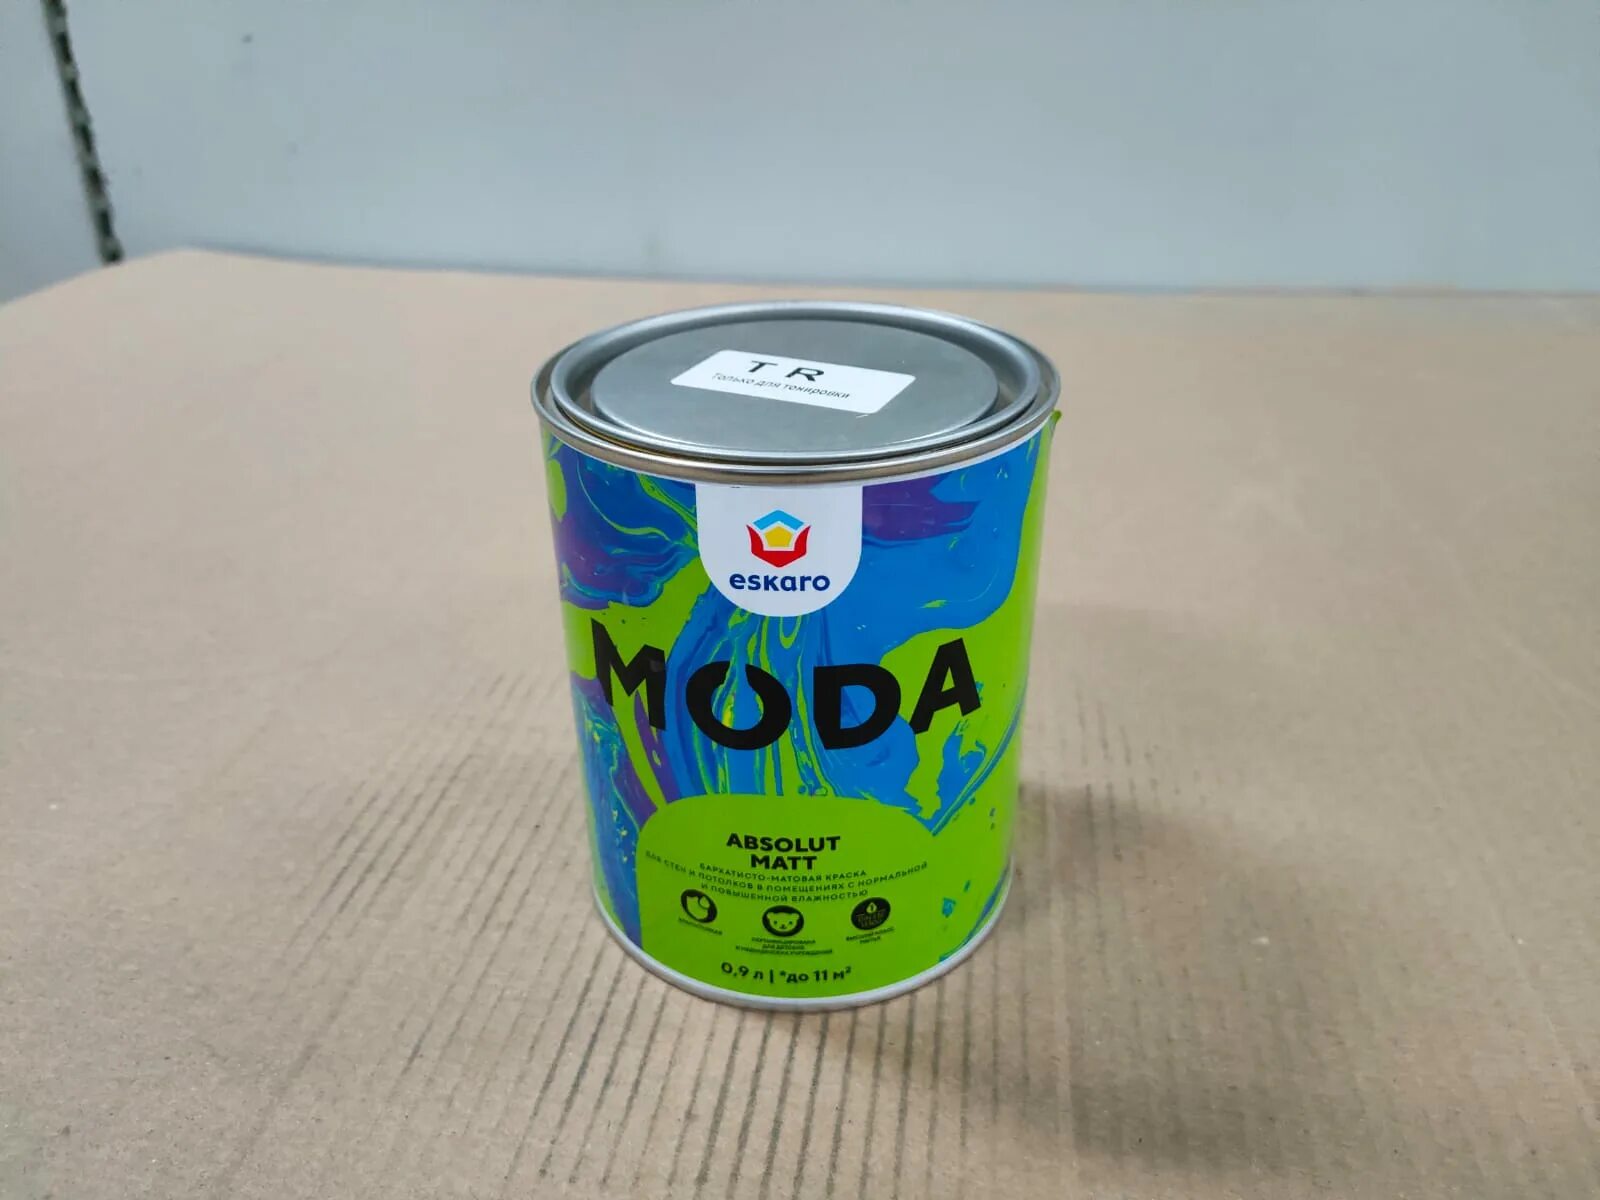 TR
Только для тонировки
eskaro
MODA
ABSOLUT
MATT
БАРХАТИСТО-МАТОВАЯ КРАСКА
ДЛЯ СТЕН И ПОТОЛКОВ В ПОМЕЩЕНИЯХ С НОРМАЛЬНОЙ
И ПОВЫШЕННОЙ ВЛАЖНОСТЬЮ
0,9 л | *до 11 м²